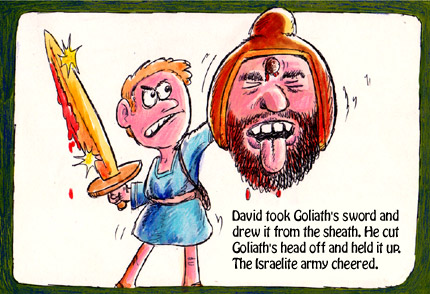 David took Goliath's sword and
drew it from the sheath. He cut
Goliath's head off and held it up.
The Israelite army cheered.